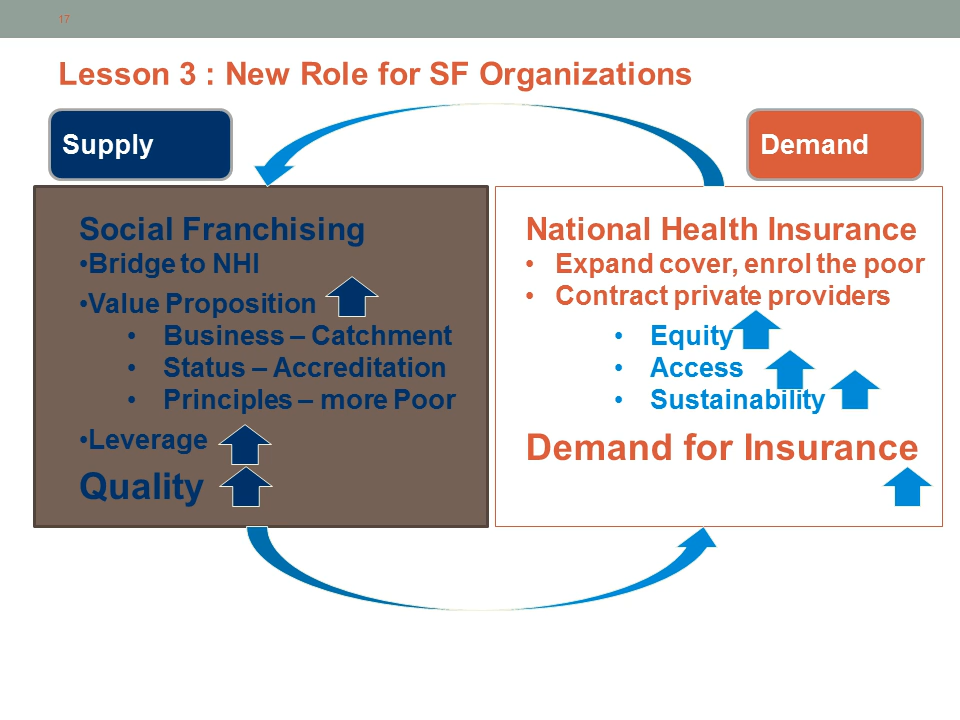 17
Lesson 3 : New Role for SF Organizations
Supply
Demand
Social Franchising
•Bridge to NHI
•Value Proposition
• Business – Catchment
• Status – Accreditation
• Principles – more Poor
•Leverage
Quality
National Health Insurance
• Expand cover, enrol the poor
• Contract private providers
• Equity
• Access
• Sustainability
Demand for Insurance